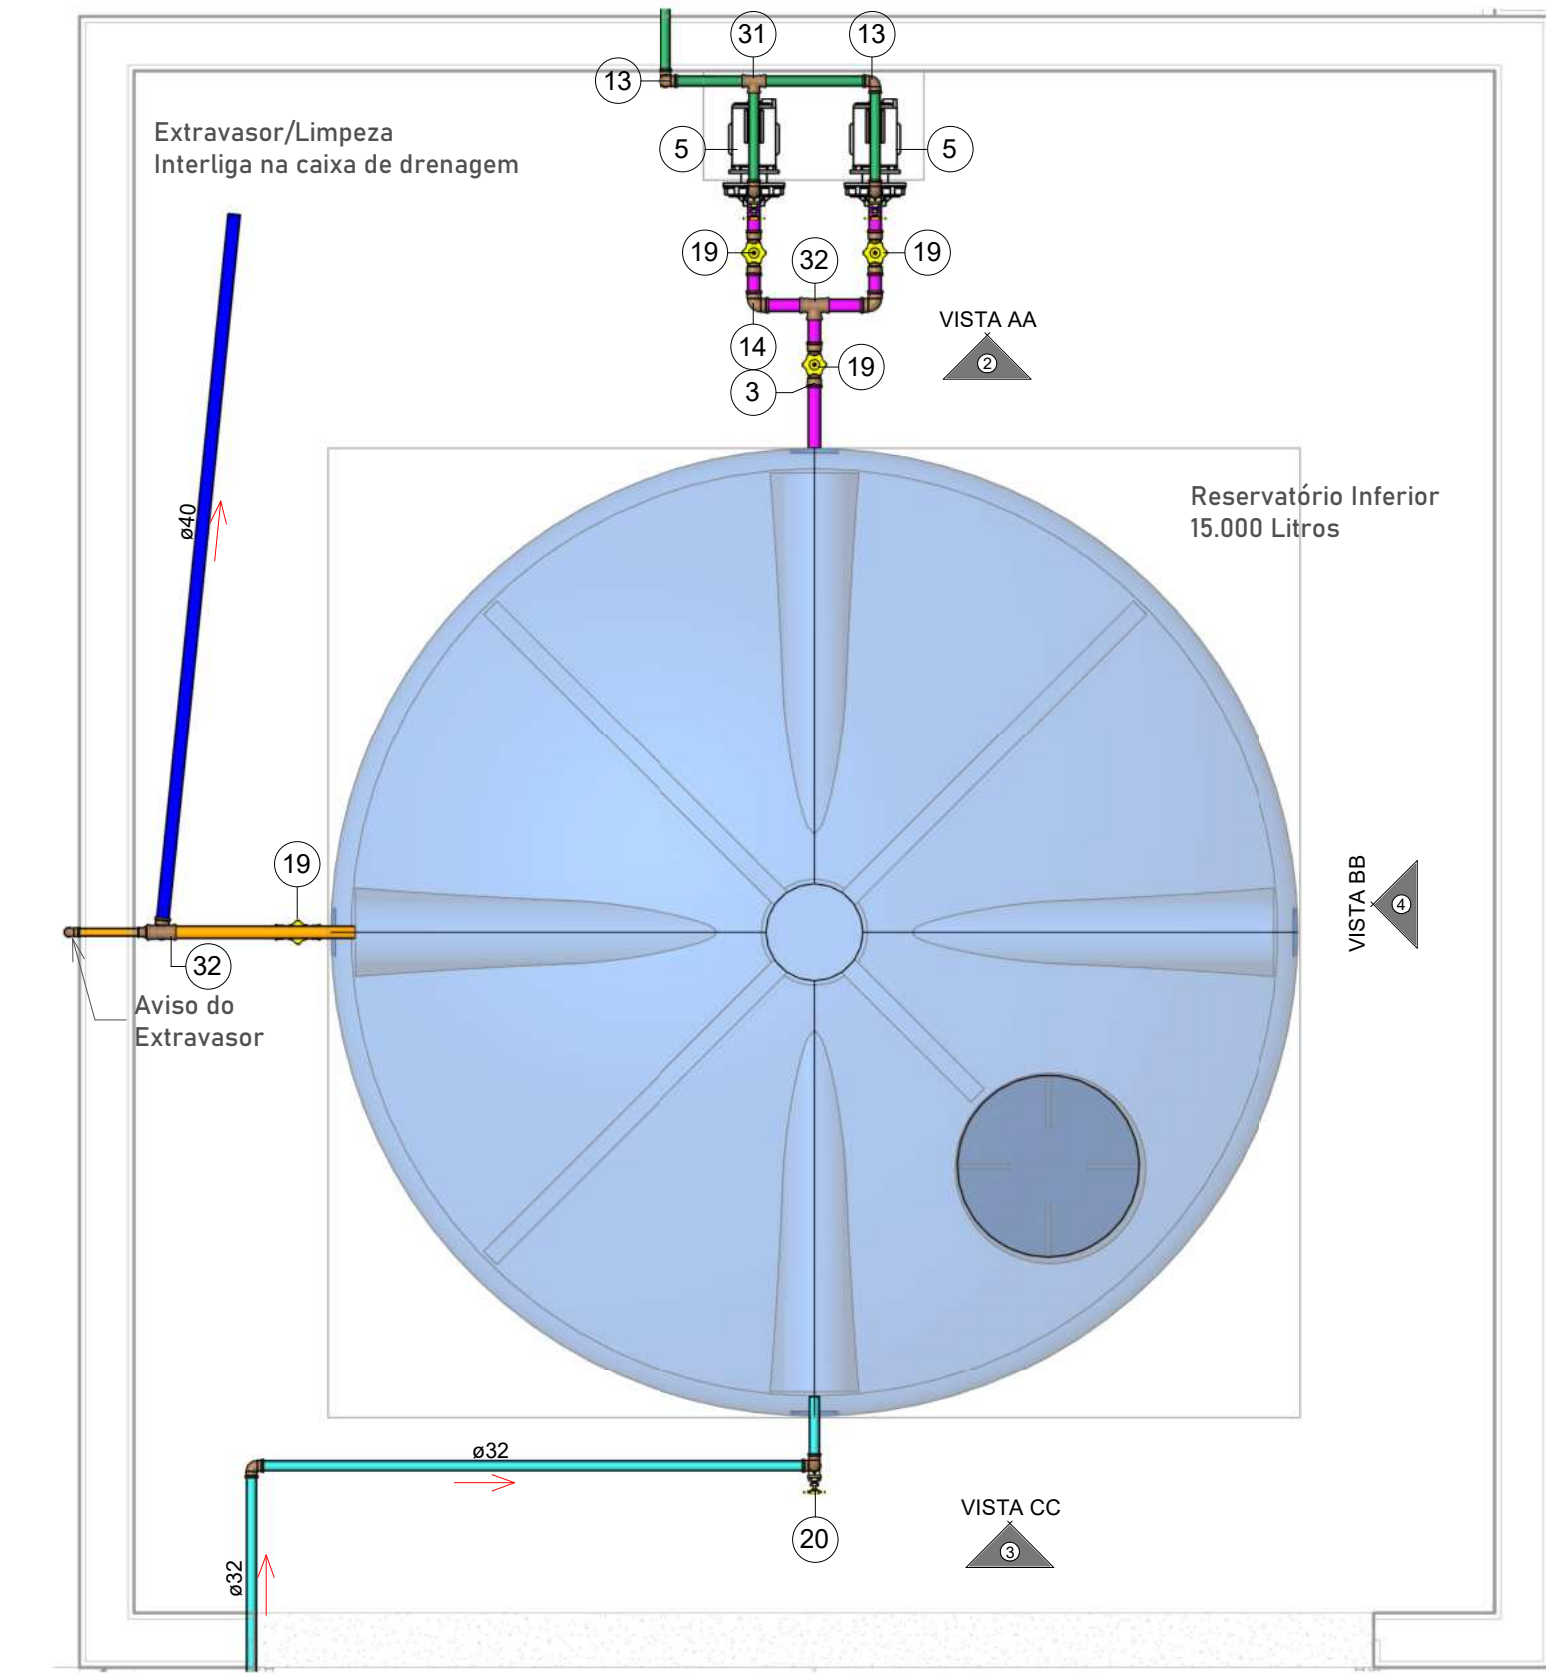 31
13
13
Extravasor/Limpeza
Interliga na caixa de drenagem
5
5
19
32
19
VISTA AA
2
14
19
3
Reservatório Inferior
15.000 Litros
ø40
19
VISTA BB
4
32
Aviso do
Extravasor
ø32
VISTA CC
3
20
ø32